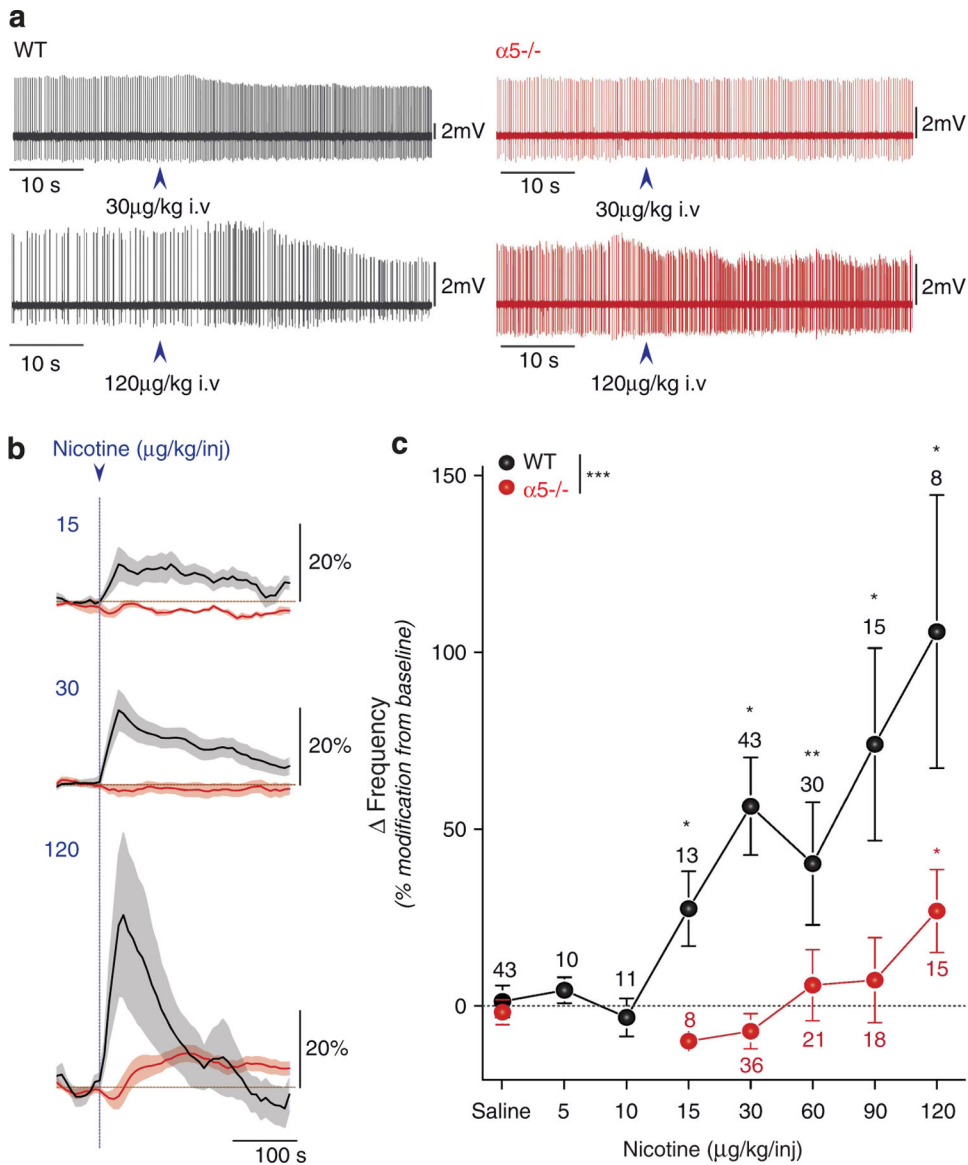 a
WT
α5-/-
2mV
2mV
10 s
10 s
30μg/kg i.v
30μg/kg i.v
2mV
2mV
10 s
10 s
120μg/kg i.v
120μg/kg i.v
b
Nicotine (μg/kg/inj)
15
20%
30
20%
120
20%
100 s
c
WT
α5-/-
***
Δ Frequency
(% modification from baseline)
150
100
50
0
43
10
11
*
13
*
43
**
30
*
15
*
8
8
36
21
18
*
15
Saline 5 10 15 30 60 90 120
Nicotine (μg/kg/inj)